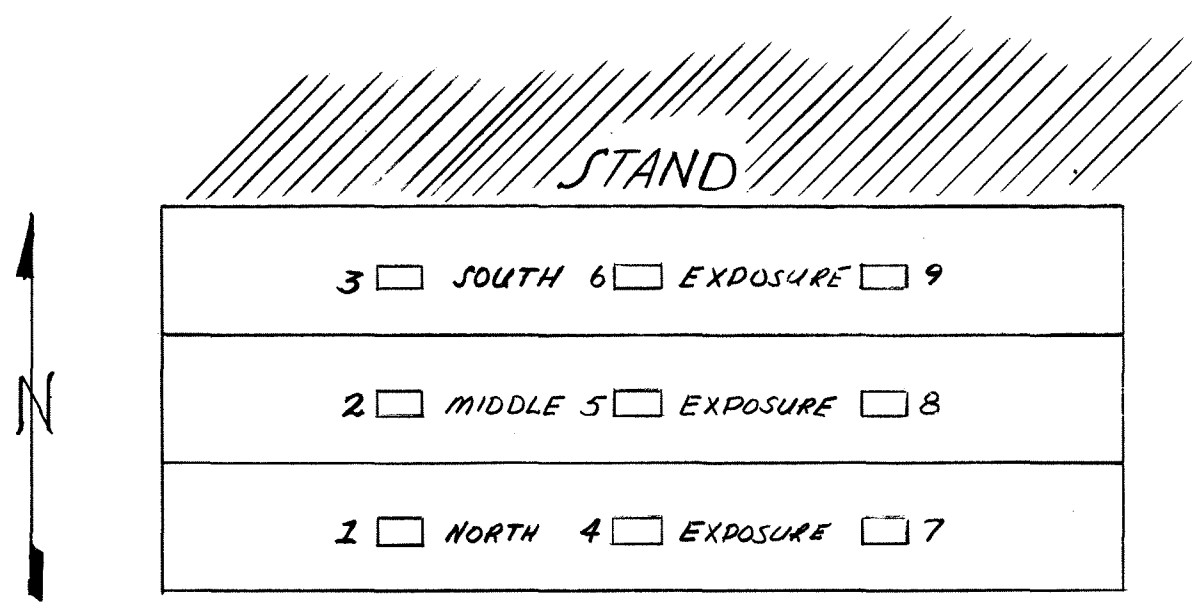 STAND
3 SOUTH 6 EXPOSURE 9
2 MIDDLE 5 EXPOSURE 8
N
1 NORTH 4 EXPOSURE 7